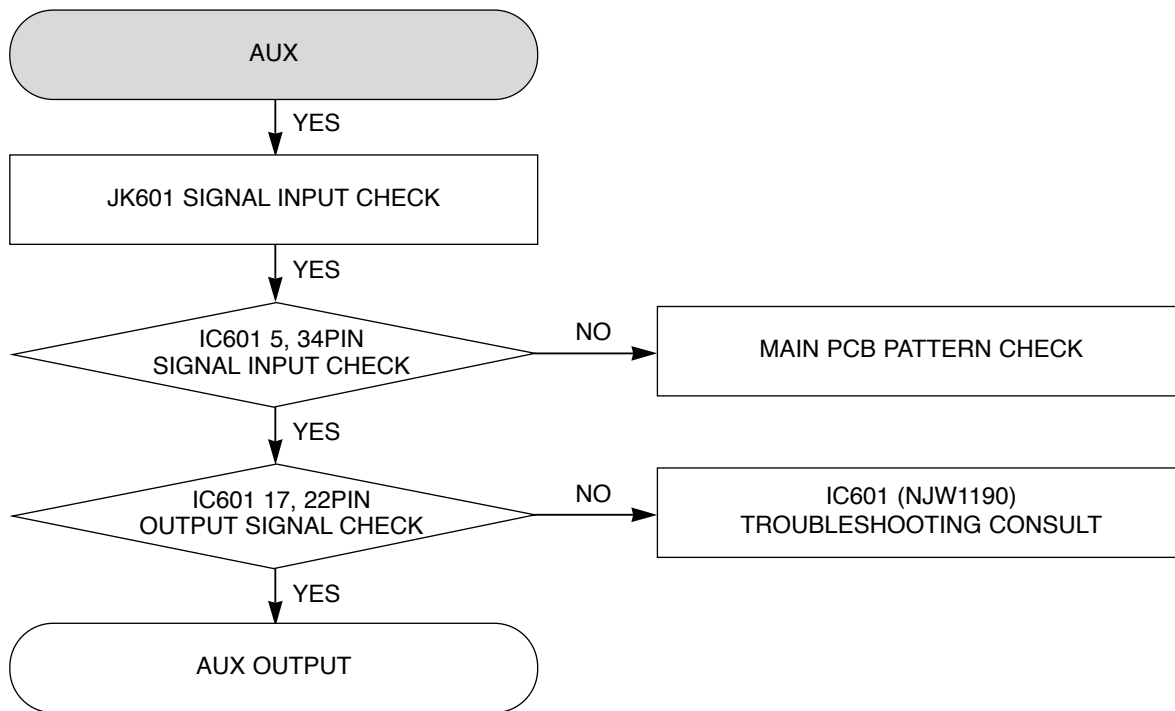 AUX
YES
JK601 SIGNAL INPUT CHECK
YES
IC601 5, 34PIN
SIGNAL INPUT CHECK
NO
MAIN PCB PATTERN CHECK
YES
IC601 17, 22PIN
OUTPUT SIGNAL CHECK
NO
IC601 (NJW1190)
TROUBLESHOOTING CONSULT
YES
AUX OUTPUT